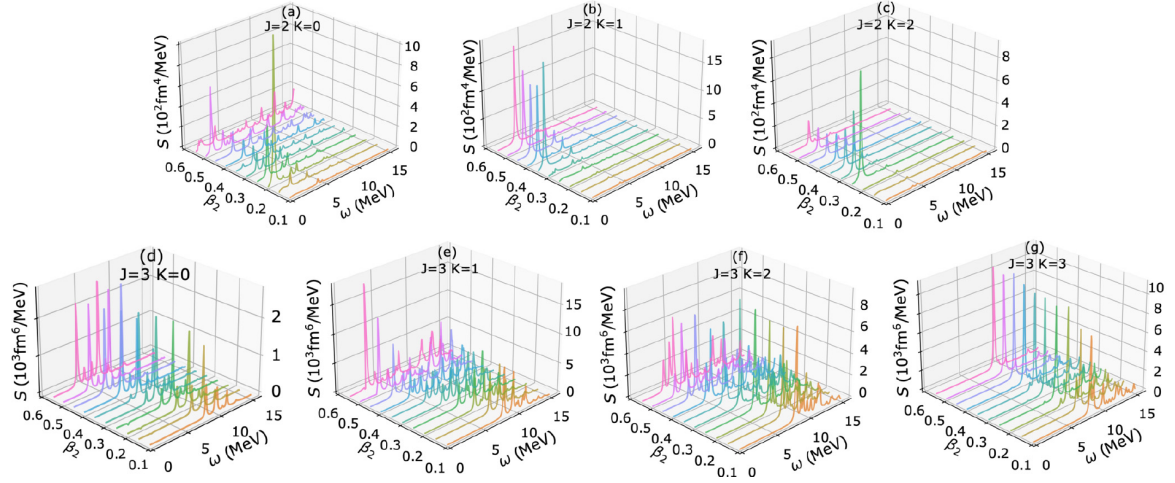 (a)
J=2 K=0
S (10²fm⁴/MeV)
10
8
6
4
2
0
0.6
0.5
0.4
0.3
0.2
0.1
β₂
0
5
10
15
ω (MeV)
(b)
J=2 K=1
S (10²fm⁴/MeV)
15
10
5
0
0.6
0.5
0.4
0.3
0.2
0.1
β₂
0
5
10
15
ω (MeV)
(c)
J=2 K=2
S (10²fm⁴/MeV)
8
6
4
2
0
0.6
0.5
0.4
0.3
0.2
0.1
β₂
0
5
10
15
ω (MeV)
(d)
J=3 K=0
S (10³fm⁶/MeV)
2
1
0
0.6
0.5
0.4
0.3
0.2
0.1
β₂
0
5
10
15
ω (MeV)
(e)
J=3 K=1
S (10³fm⁶/MeV)
15
10
5
0
0.6
0.5
0.4
0.3
0.2
0.1
β₂
0
5
10
15
ω (MeV)
(f)
J=3 K=2
S (10³fm⁶/MeV)
8
6
4
2
0
0.6
0.5
0.4
0.3
0.2
0.1
β₂
0
5
10
15
ω (MeV)
(g)
J=3 K=3
S (10³fm⁶/MeV)
10
8
6
4
2
0
0.6
0.5
0.4
0.3
0.2
0.1
β₂
0
5
10
15
ω (MeV)